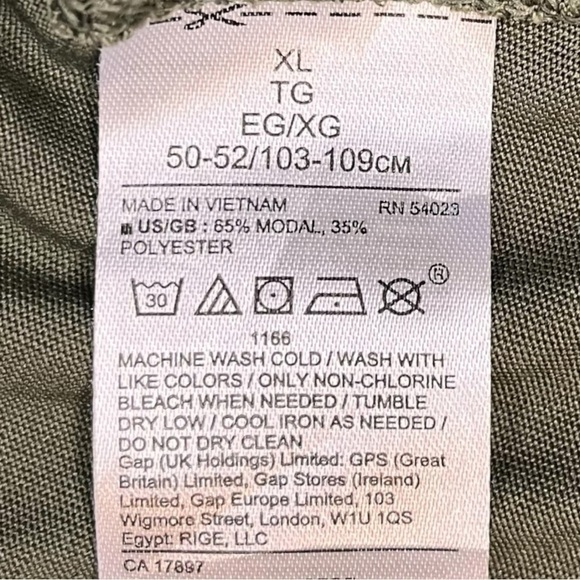 XL
TG
EG/XG
50-52/103-109CM
MADE IN VIETNAM RN 54023
US/GB : 65% MODAL, 35%
POLYESTER
30
1166
MACHINE WASH COLD / WASH WITH
LIKE COLORS / ONLY NON-CHLORINE
BLEACH WHEN NEEDED / TUMBLE
DRY LOW / COOL IRON AS NEEDED /
DO NOT DRY CLEAN
Gap (UK Holdings) Limited: GPS (Great
Britain) Limited, Gap Stores (Ireland)
Limited, Gap Europe Limited, 103
Wigmore Street, London, W1U 1QS
Egypt: RIGE, LLC
CA 17897